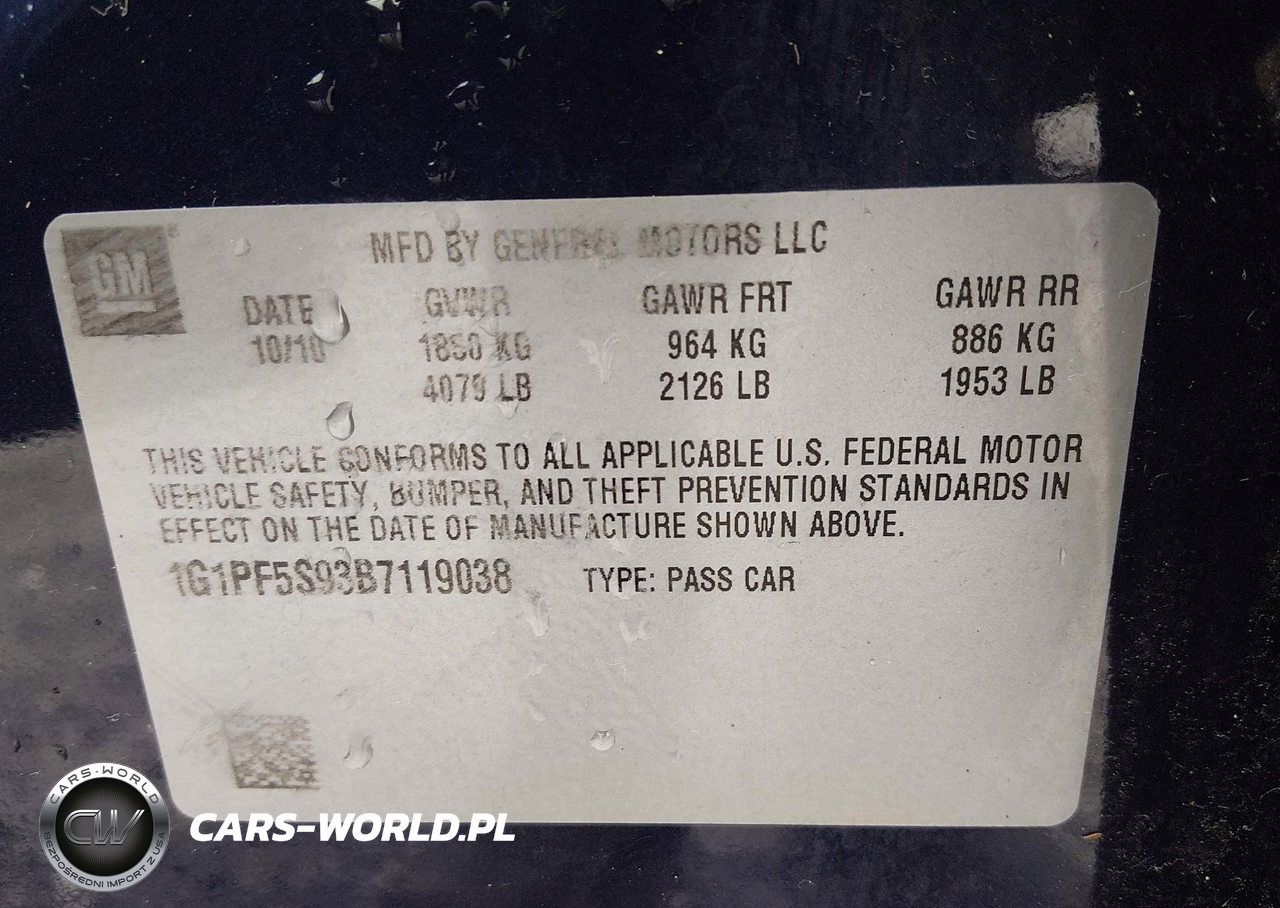 GM
MFD BY GENERAL MOTORS LLC
DATE GVWR GAWR FRT GAWR RR
10/10 1850 KG 964 KG 886 KG
4079 LB 2126 LB 1953 LB
THIS VEHICLE CONFORMS TO ALL APPLICABLE U.S. FEDERAL MOTOR
VEHICLE SAFETY, BUMPER, AND THEFT PREVENTION STANDARDS IN
EFFECT ON THE DATE OF MANUFACTURE SHOWN ABOVE.
1G1PF5S93B7119038 TYPE: PASS CAR
CARS-WORLD
CW
BEZPOŚREDNI IMPORT Z USA
CARS-WORLD.PL